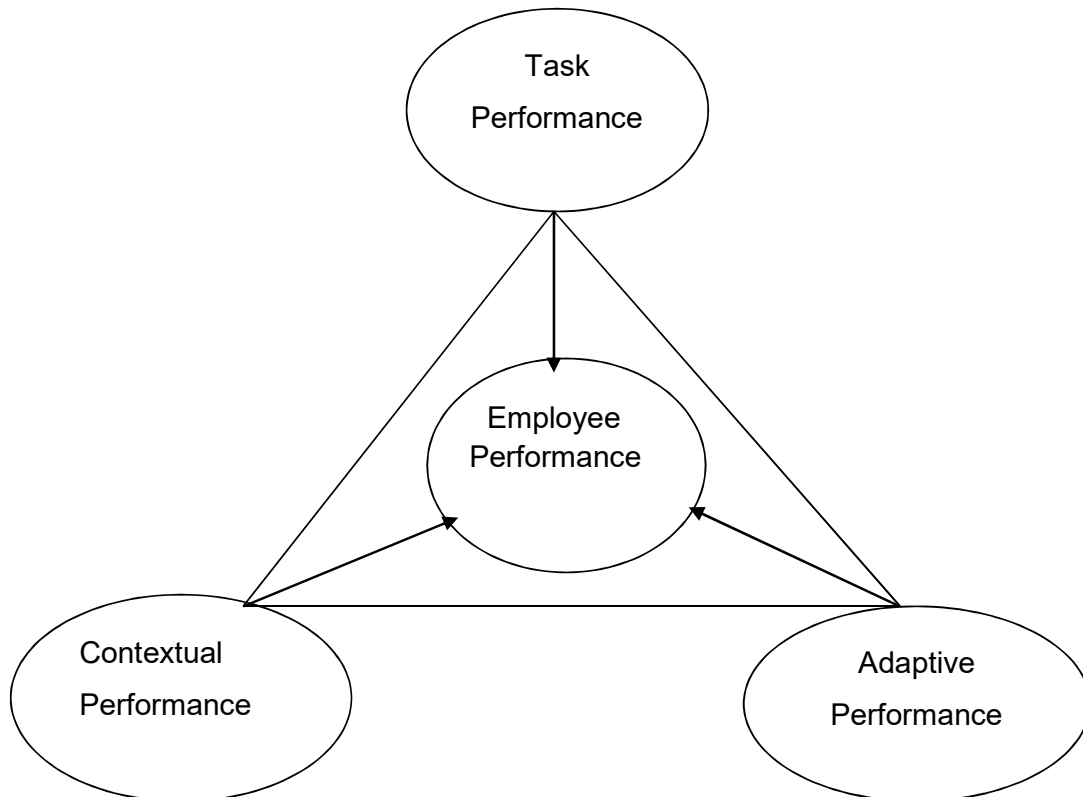 Task
Performance
Employee
Performance
Contextual
Performance
Adaptive
Performance